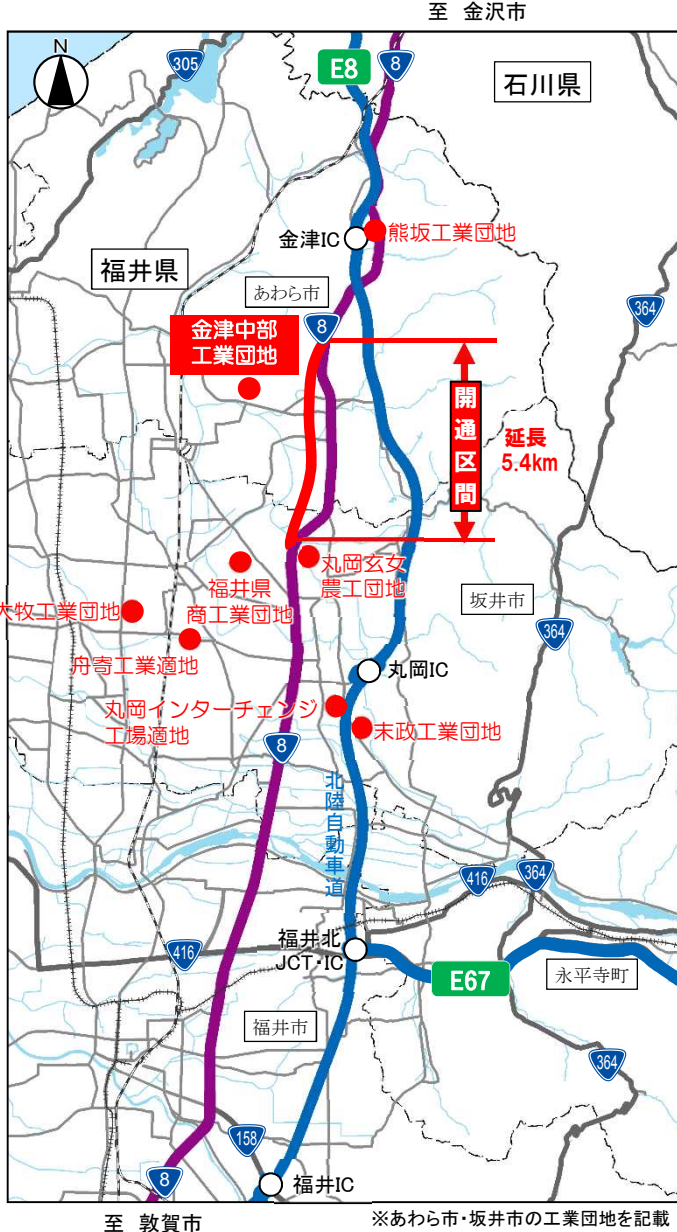 至 金沢市
N
305
E8
8
石川県
金津IC
熊坂工業団地
福井県
あわら市
8
364
金津中部
工業団地
開通区間
延長
5.4km
丸岡玄女
農工団地
福井県
商工業団地
坂井市
大牧工業団地
364
舟寄工業適地
丸岡IC
丸岡インターチェンジ
工場適地
末政工業団地
8
北陸自動車道
416
364
416
福井北
JCT・IC
E67
永平寺町
福井市
364
158
8
福井IC
至 敦賀市
※あわら市・坂井市の工業団地を記載